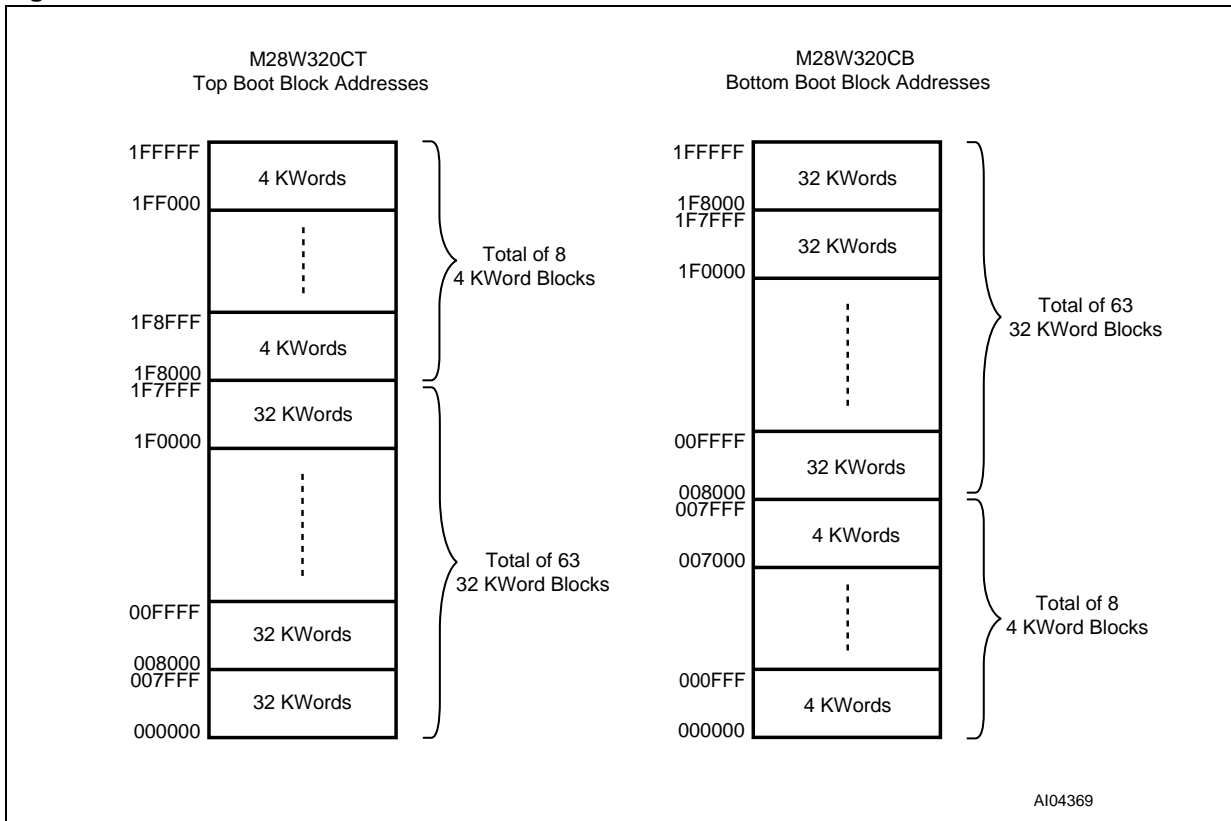 M28W320CT
Top Boot Block Addresses
1FFFFF
4 KWords
1FF000
Total of 8
4 KWord Blocks
1F8FFF
4 KWords
1F8000
1F7FFF
32 KWords
1F0000
Total of 63
32 KWord Blocks
00FFFF
32 KWords
008000
007FFF
32 KWords
000000
M28W320CB
Bottom Boot Block Addresses
1FFFFF
32 KWords
1F8000
1F7FFF
32 KWords
1F0000
Total of 63
32 KWord Blocks
00FFFF
32 KWords
008000
007FFF
4 KWords
007000
Total of 8
4 KWord Blocks
000FFF
4 KWords
000000
AI04369